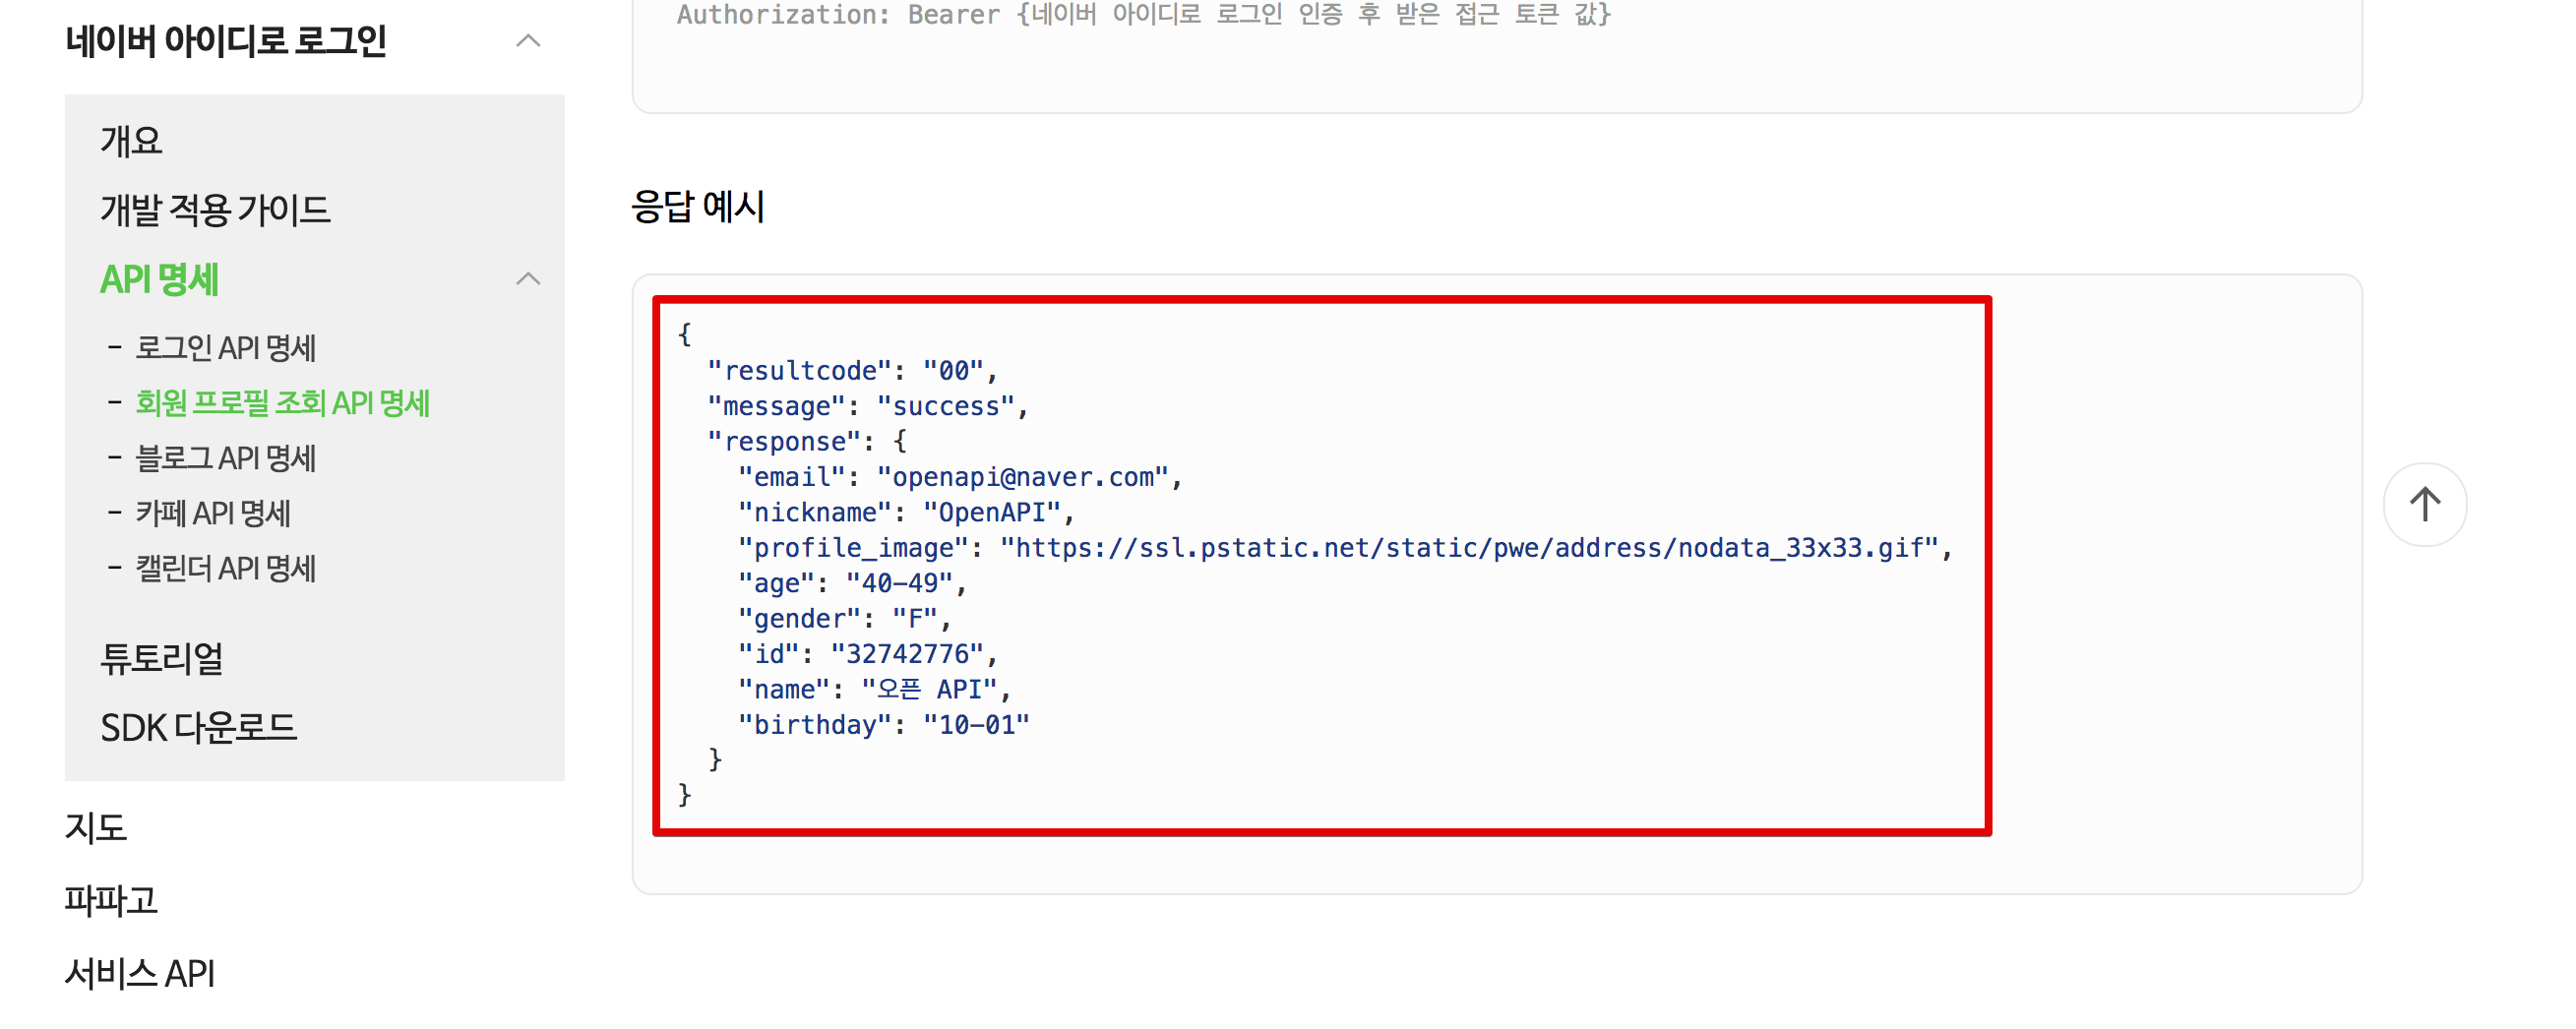 네이버 아이디로 로그인
개요
개발 적용 가이드
API 명세
- 로그인 API 명세
- 회원 프로필 조회 API 명세
- 블로그 API 명세
- 카페 API 명세
- 캘린더 API 명세
튜토리얼
SDK 다운로드
지도
파파고
서비스 API
Authorization: Bearer {네이버 아이디로 로그인 인증 후 받은 접근 토큰 값}
응답 예시
{
  "resultcode": "00",
  "message": "success",
  "response": {
    "email": "openapi@naver.com",
    "nickname": "OpenAPI",
    "profile_image": "https://ssl.pstatic.net/static/pwe/address/nodata_33x33.gif",
    "age": "40-49",
    "gender": "F",
    "id": "32742776",
    "name": "오픈 API",
    "birthday": "10-01"
  }
}